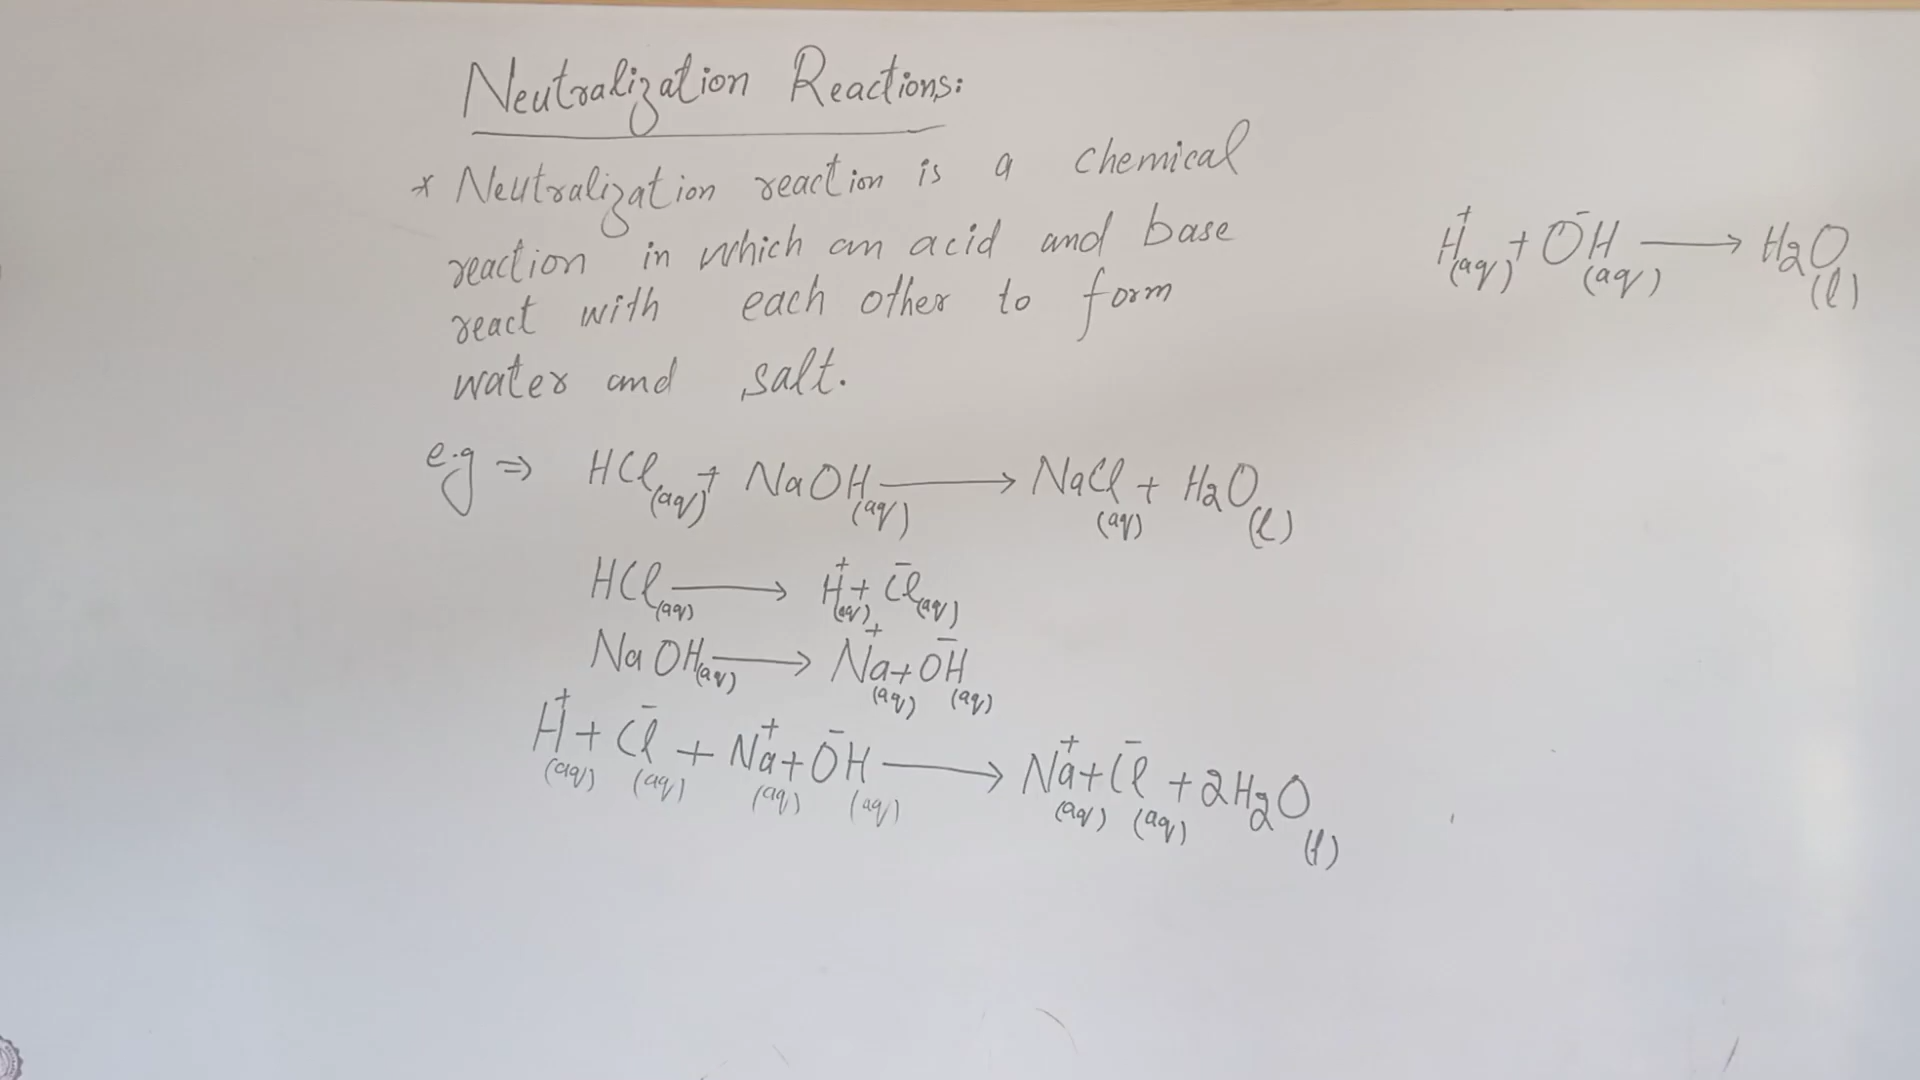 Neutralization Reactions:
* Neutralization reaction is a chemical
reaction in which an acid and base
react with each other to form
water and salt.
H⁺(aq) + O⁻H(aq) ⟶ H₂O(l)
e.g ⇒ HCl(aq) + NaOH(aq) ⟶ NaCl(aq) + H₂O(l)
HCl(aq) ⟶ H⁺(aq) + Cl⁻(aq)
NaOH(aq) ⟶ Na⁺(aq) + OH⁻(aq)
H⁺(aq) + Cl⁻(aq) + Na⁺(aq) + O⁻H(aq) ⟶ Na⁺(aq) + Cl⁻(aq) + 2H₂O(l)